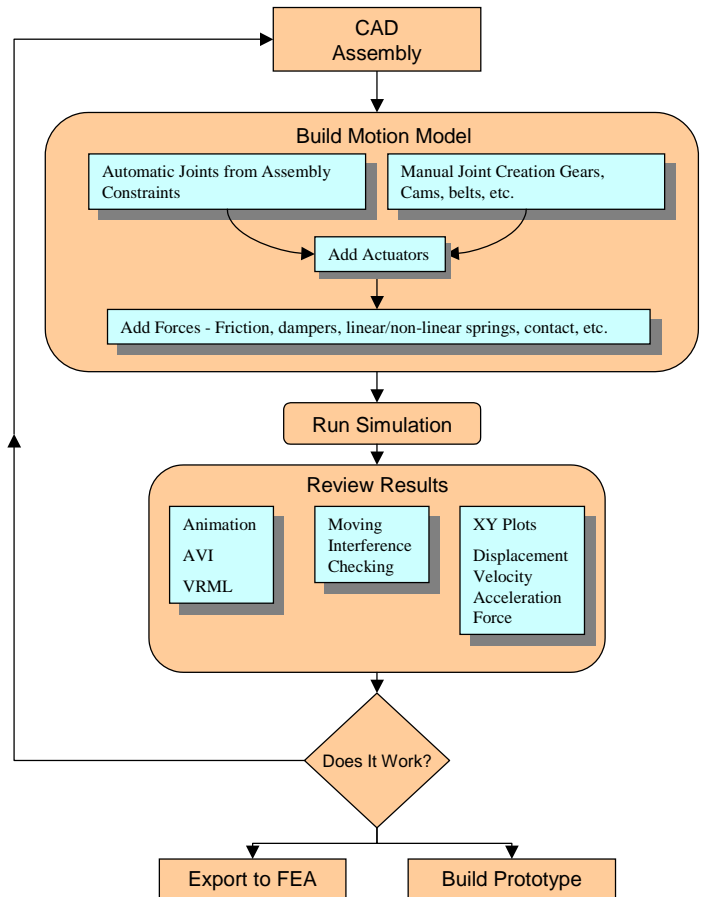 CAD
Assembly
Build Motion Model
Automatic Joints from Assembly
Constraints
Manual Joint Creation Gears,
Cams, belts, etc.
Add Actuators
Add Forces - Friction, dampers, linear/non-linear springs, contact, etc.
Run Simulation
Review Results
Animation
AVI
VRML
Moving
Interference
Checking
XY Plots
Displacement
Velocity
Acceleration
Force
Does It Work?
Export to FEA
Build Prototype